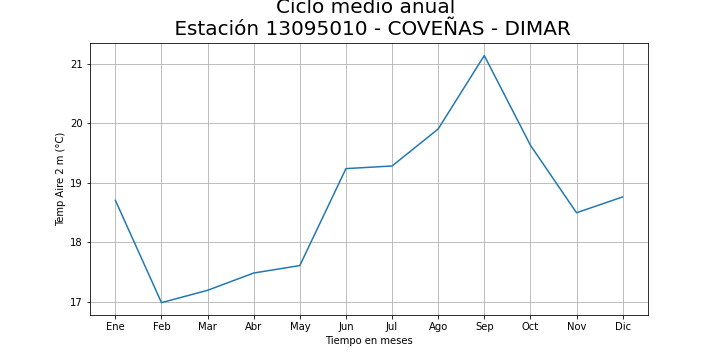 Ciclo medio anual
Estación 13095010 - COVEÑAS - DIMAR
21
20
19
18
17
Temp Aire 2 m (°C)
Ene Feb Mar Abr May Jun Jul Ago Sep Oct Nov Dic
Tiempo en meses